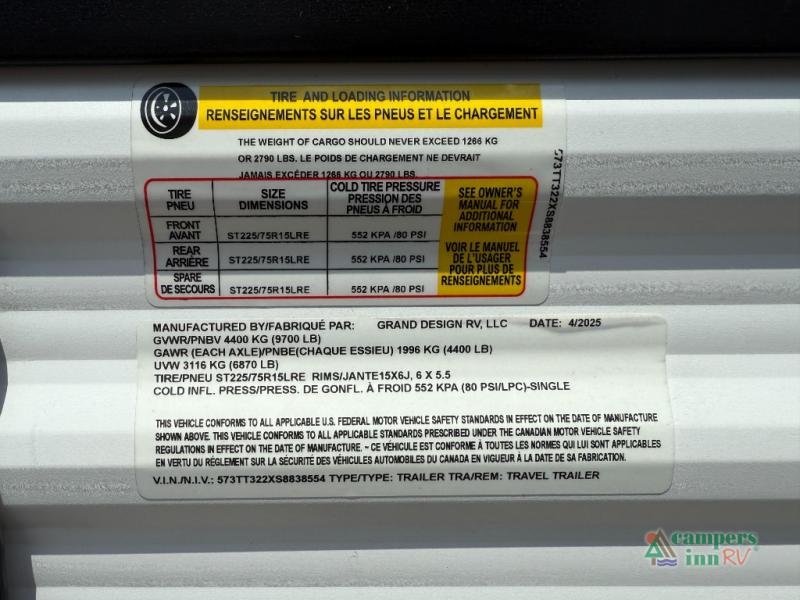 TIRE AND LOADING INFORMATION
RENSEIGNEMENTS SUR LES PNEUS ET LE CHARGEMENT
THE WEIGHT OF CARGO SHOULD NEVER EXCEED 1266 KG
OR 2790 LBS. LE POIDS DE CHARGEMENT NE DEVRAIT
JAMAIS EXCÉDER 1266 KG OU 2790 LBS.
TIRE PNEU SIZE DIMENSIONS COLD TIRE PRESSURE PRESSION DES PNEUS À FROID
FRONT AVANT ST225/75R15LRE 552 KPA /80 PSI
REAR ARRIÈRE ST225/75R15LRE 552 KPA /80 PSI
SPARE DE SECOURS ST225/75R15LRE 552 KPA /80 PSI
SEE OWNER'S
MANUAL FOR
ADDITIONAL
INFORMATION
VOIR LE MANUEL
DE L'USAGER
POUR PLUS DE
RENSEIGNEMENTS
573TT322XS8838554
MANUFACTURED BY/FABRIQUÉ PAR: GRAND DESIGN RV, LLC DATE: 4/2025
GVWR/PNBV 4400 KG (9700 LB)
GAWR (EACH AXLE)/PNBE(CHAQUE ESSIEU) 1996 KG (4400 LB)
UVW 3116 KG (6870 LB)
TIRE/PNEU ST225/75R15LRE RIMS/JANTE15X6J, 6 X 5.5
COLD INFL. PRESS/PRESS. DE GONFL. À FROID 552 KPA (80 PSI/LPC)-SINGLE
THIS VEHICLE CONFORMS TO ALL APPLICABLE U.S. FEDERAL MOTOR VEHICLE SAFETY STANDARDS IN EFFECT ON THE DATE OF MANUFACTURE
SHOWN ABOVE. THIS VEHICLE CONFORMS TO ALL APPLICABLE STANDARDS PRESCRIBED UNDER THE CANADIAN MOTOR VEHICLE SAFETY
REGULATIONS IN EFFECT ON THE DATE OF MANUFACTURE. ~ CE VÉHICULE EST CONFORME À TOUTES LES NORMES QUI LUI SONT APPLICABLES
EN VERTU DU RÈGLEMENT SUR LA SÉCURITÉ DES VÉHICULES AUTOMOBILES DU CANADA EN VIGUEUR À LA DATE DE SA FABRICATION.
V.I.N./N.I.V.: 573TT322XS8838554 TYPE/TYPE: TRAILER TRA/REM: TRAVEL TRAILER
campers
inn RV